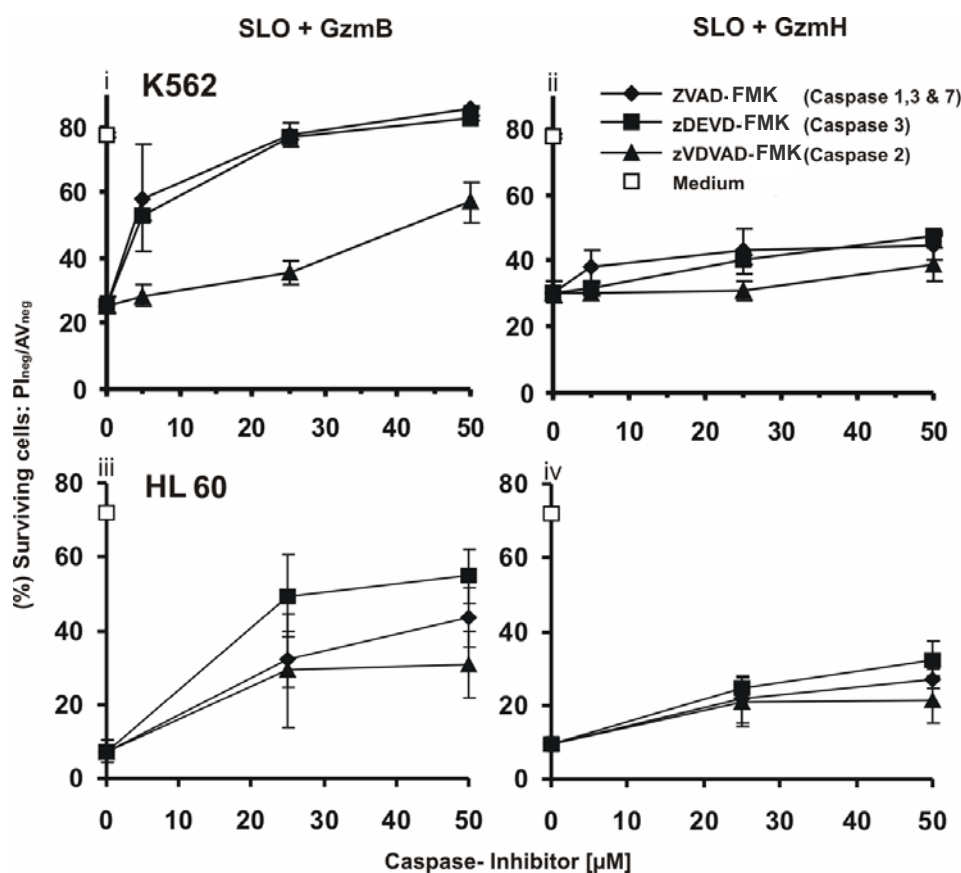 SLO + GzmB
SLO + GzmH
i
K562
ii
ZVAD-FMK (Caspase 1,3 & 7)
zDEVD-FMK (Caspase 3)
zVDVAD-FMK (Caspase 2)
Medium
80
60
40
20
0
0 10 20 30 40 50
80
60
40
20
0
0 10 20 30 40 50
iii
HL 60
iv
80
60
40
20
0
0 10 20 30 40 50
80
60
40
20
0
0 10 20 30 40 50
(%) Surviving cells: PIneg/AVneg
Caspase- Inhibitor [µM]